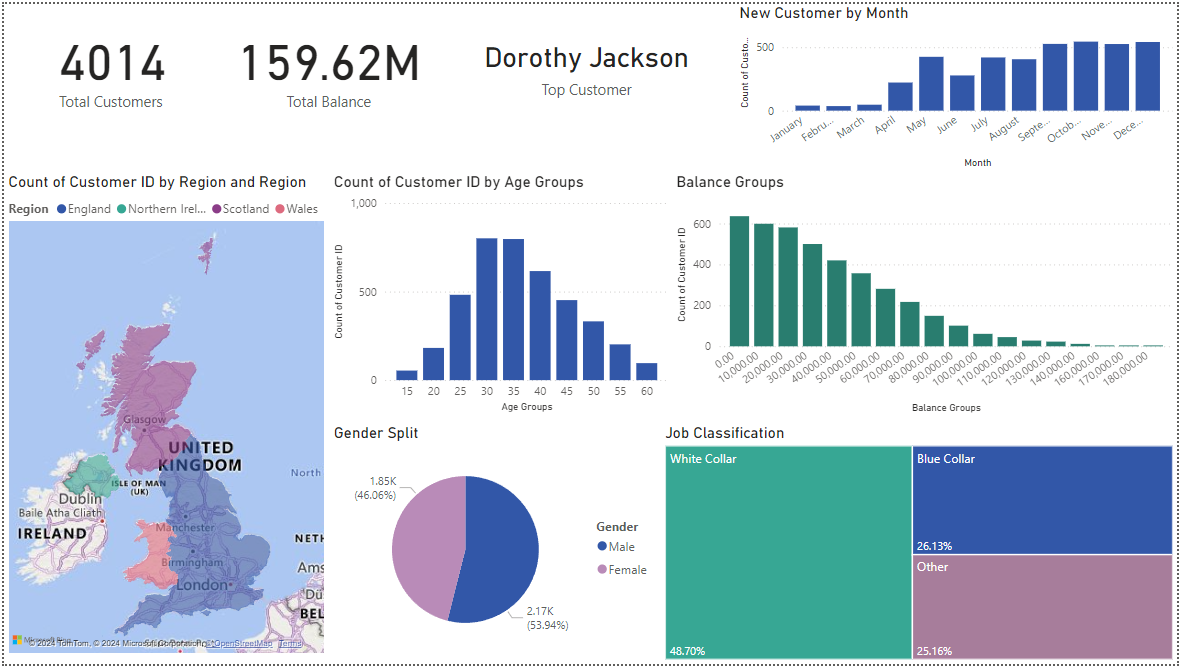 4014
Total Customers
159.62M
Total Balance
Dorothy Jackson
Top Customer
New Customer by Month
Count of Custo...
500
0
January
Febru...
March
April
May
June
July
August
Septe...
Octob...
Nove...
Dece...
Month
Count of Customer ID by Region and Region
Region England Northern Irel... Scotland Wales
Glasgow
UNITED
KINGDOM
North
ISLE OF MAN
(UK)
Dublin
Baile Atha Cliath
IRELAND
Manchester
NETH
Birmingham
Ams
London
Du
BEL
© 2024 TomTom, © 2024 Microsoft Corporation, © OpenStreetMap Terms
Count of Customer ID by Age Groups
Count of Customer ID
1,000
500
0
15 20 25 30 35 40 45 50 55 60
Age Groups
Balance Groups
Count of Customer ID
600
400
200
0
0.00
10,000.00
20,000.00
30,000.00
40,000.00
50,000.00
60,000.00
70,000.00
80,000.00
90,000.00
100,000.00
110,000.00
120,000.00
130,000.00
140,000.00
160,000.00
170,000.00
180,000.00
Balance Groups
Gender Split
1.85K
(46.06%)
2.17K
(53.94%)
Gender
Male
Female
Job Classification
White Collar
48.70%
Blue Collar
26.13%
Other
25.16%